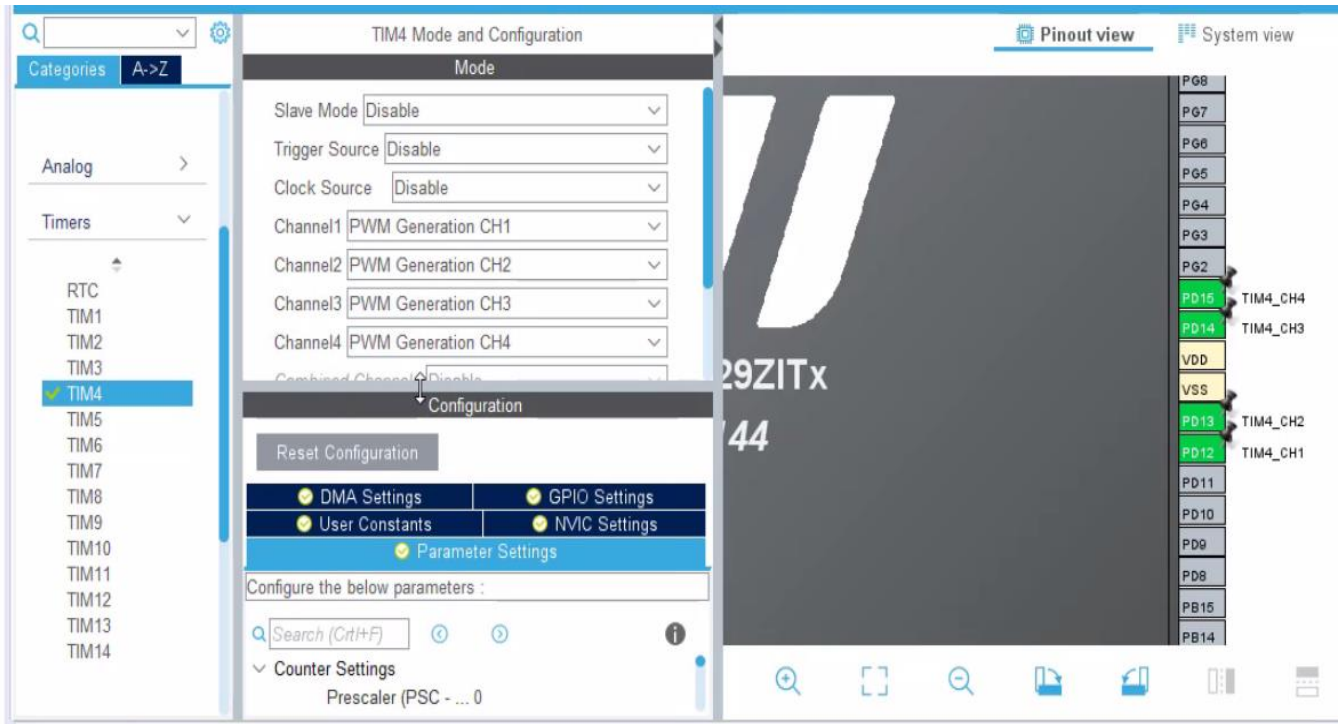 Categories A->Z
Analog
Timers
RTC
TIM1
TIM2
TIM3
TIM4
TIM5
TIM6
TIM7
TIM8
TIM9
TIM10
TIM11
TIM12
TIM13
TIM14
TIM4 Mode and Configuration
Mode
Slave Mode Disable
Trigger Source Disable
Clock Source Disable
Channel1 PWM Generation CH1
Channel2 PWM Generation CH2
Channel3 PWM Generation CH3
Channel4 PWM Generation CH4
Combined Channels Disable
Configuration
Reset Configuration
DMA Settings GPIO Settings
User Constants NVIC Settings
Parameter Settings
Configure the below parameters :
Search (Crtl+F)
Counter Settings
Prescaler (PSC - ... 0
Pinout view System view
29ZITx
44
PG8
PG7
PG6
PG5
PG4
PG3
PG2
PD15 TIM4_CH4
PD14 TIM4_CH3
VDD
VSS
PD13 TIM4_CH2
PD12 TIM4_CH1
PD11
PD10
PD9
PD8
PB15
PB14